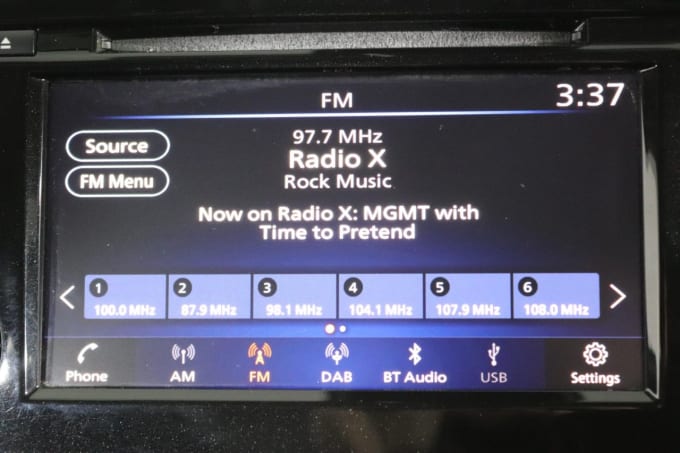 FM
3:37
Source
FM Menu
97.7 MHz
Radio X
Rock Music
Now on Radio X: MGMT with
Time to Pretend
1 2 3 4 5 6
100.0 MHz 87.9 MHz 98.1 MHz 104.1 MHz 107.9 MHz 108.0 MHz
Phone AM FM DAB BT Audio USB Settings